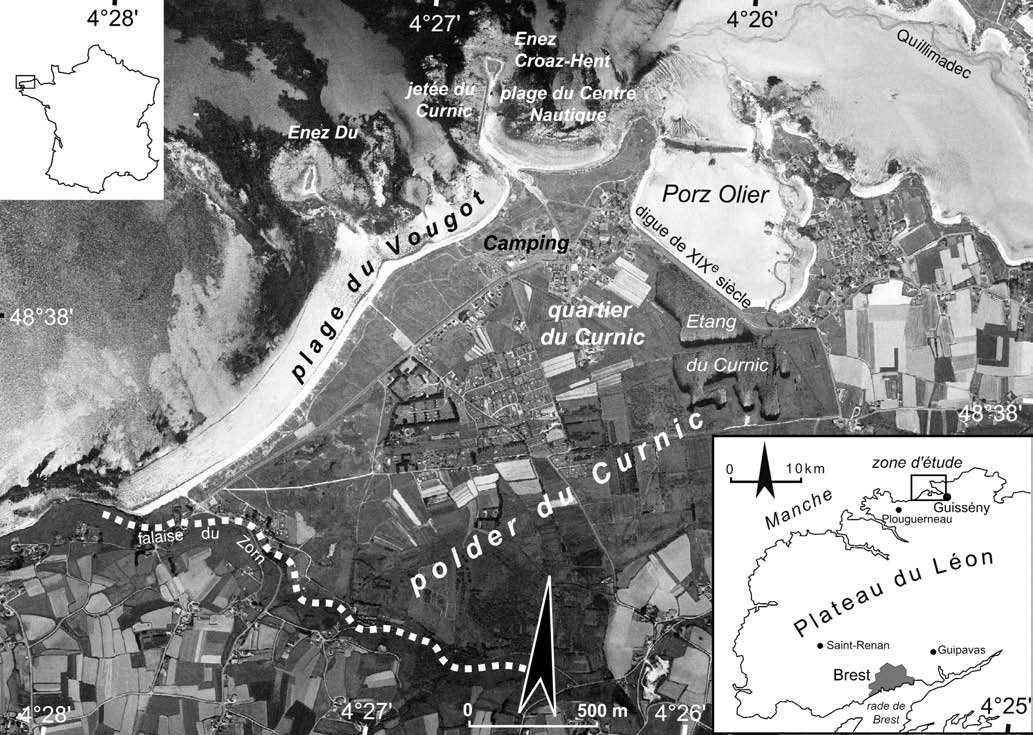 4°28'
4°27'
4°26'
Enez
Croaz-Hent
Quillimadec
jetée du
Curnic
plage du Centre
Nautique
Enez Du
Porz Olier
plage du Vougot
digue de XIXe siècle
Camping
48°38'
quartier
du Curnic
Etang
du Curnic
48°38'
polder du Curnic
falaise du Zorn
0 500 m
4°28'
4°27'
4°26'
0 10km
zone d'étude
Manche
Guissény
Plouguerneau
Plateau du Léon
Saint-Renan
Guipavas
Brest
rade de
Brest
4°25'